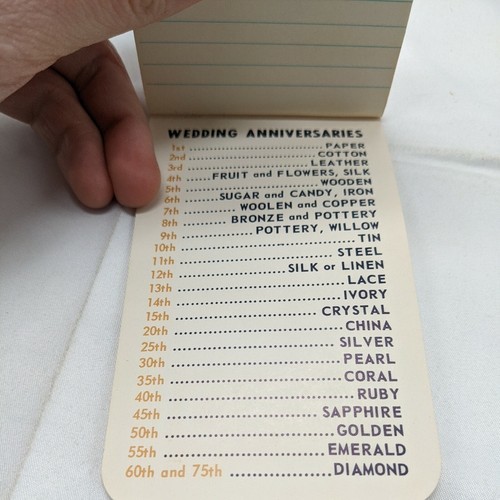 WEDDING ANNIVERSARIES
1st ........ PAPER
2nd ........ COTTON
3rd ........ LEATHER
4th ........ FRUIT and FLOWERS, SILK
5th ........ WOODEN
6th ........ SUGAR and CANDY, IRON
7th ........ WOOLEN and COPPER
8th ........ BRONZE and POTTERY
9th ........ POTTERY, WILLOW
10th ........ TIN
11th ........ STEEL
12th ........ SILK or LINEN
13th ........ LACE
14th ........ IVORY
15th ........ CRYSTAL
20th ........ CHINA
25th ........ SILVER
30th ........ PEARL
35th ........ CORAL
40th ........ RUBY
45th ........ SAPPHIRE
50th ........ GOLDEN
55th ........ EMERALD
60th and 75th ........ DIAMOND